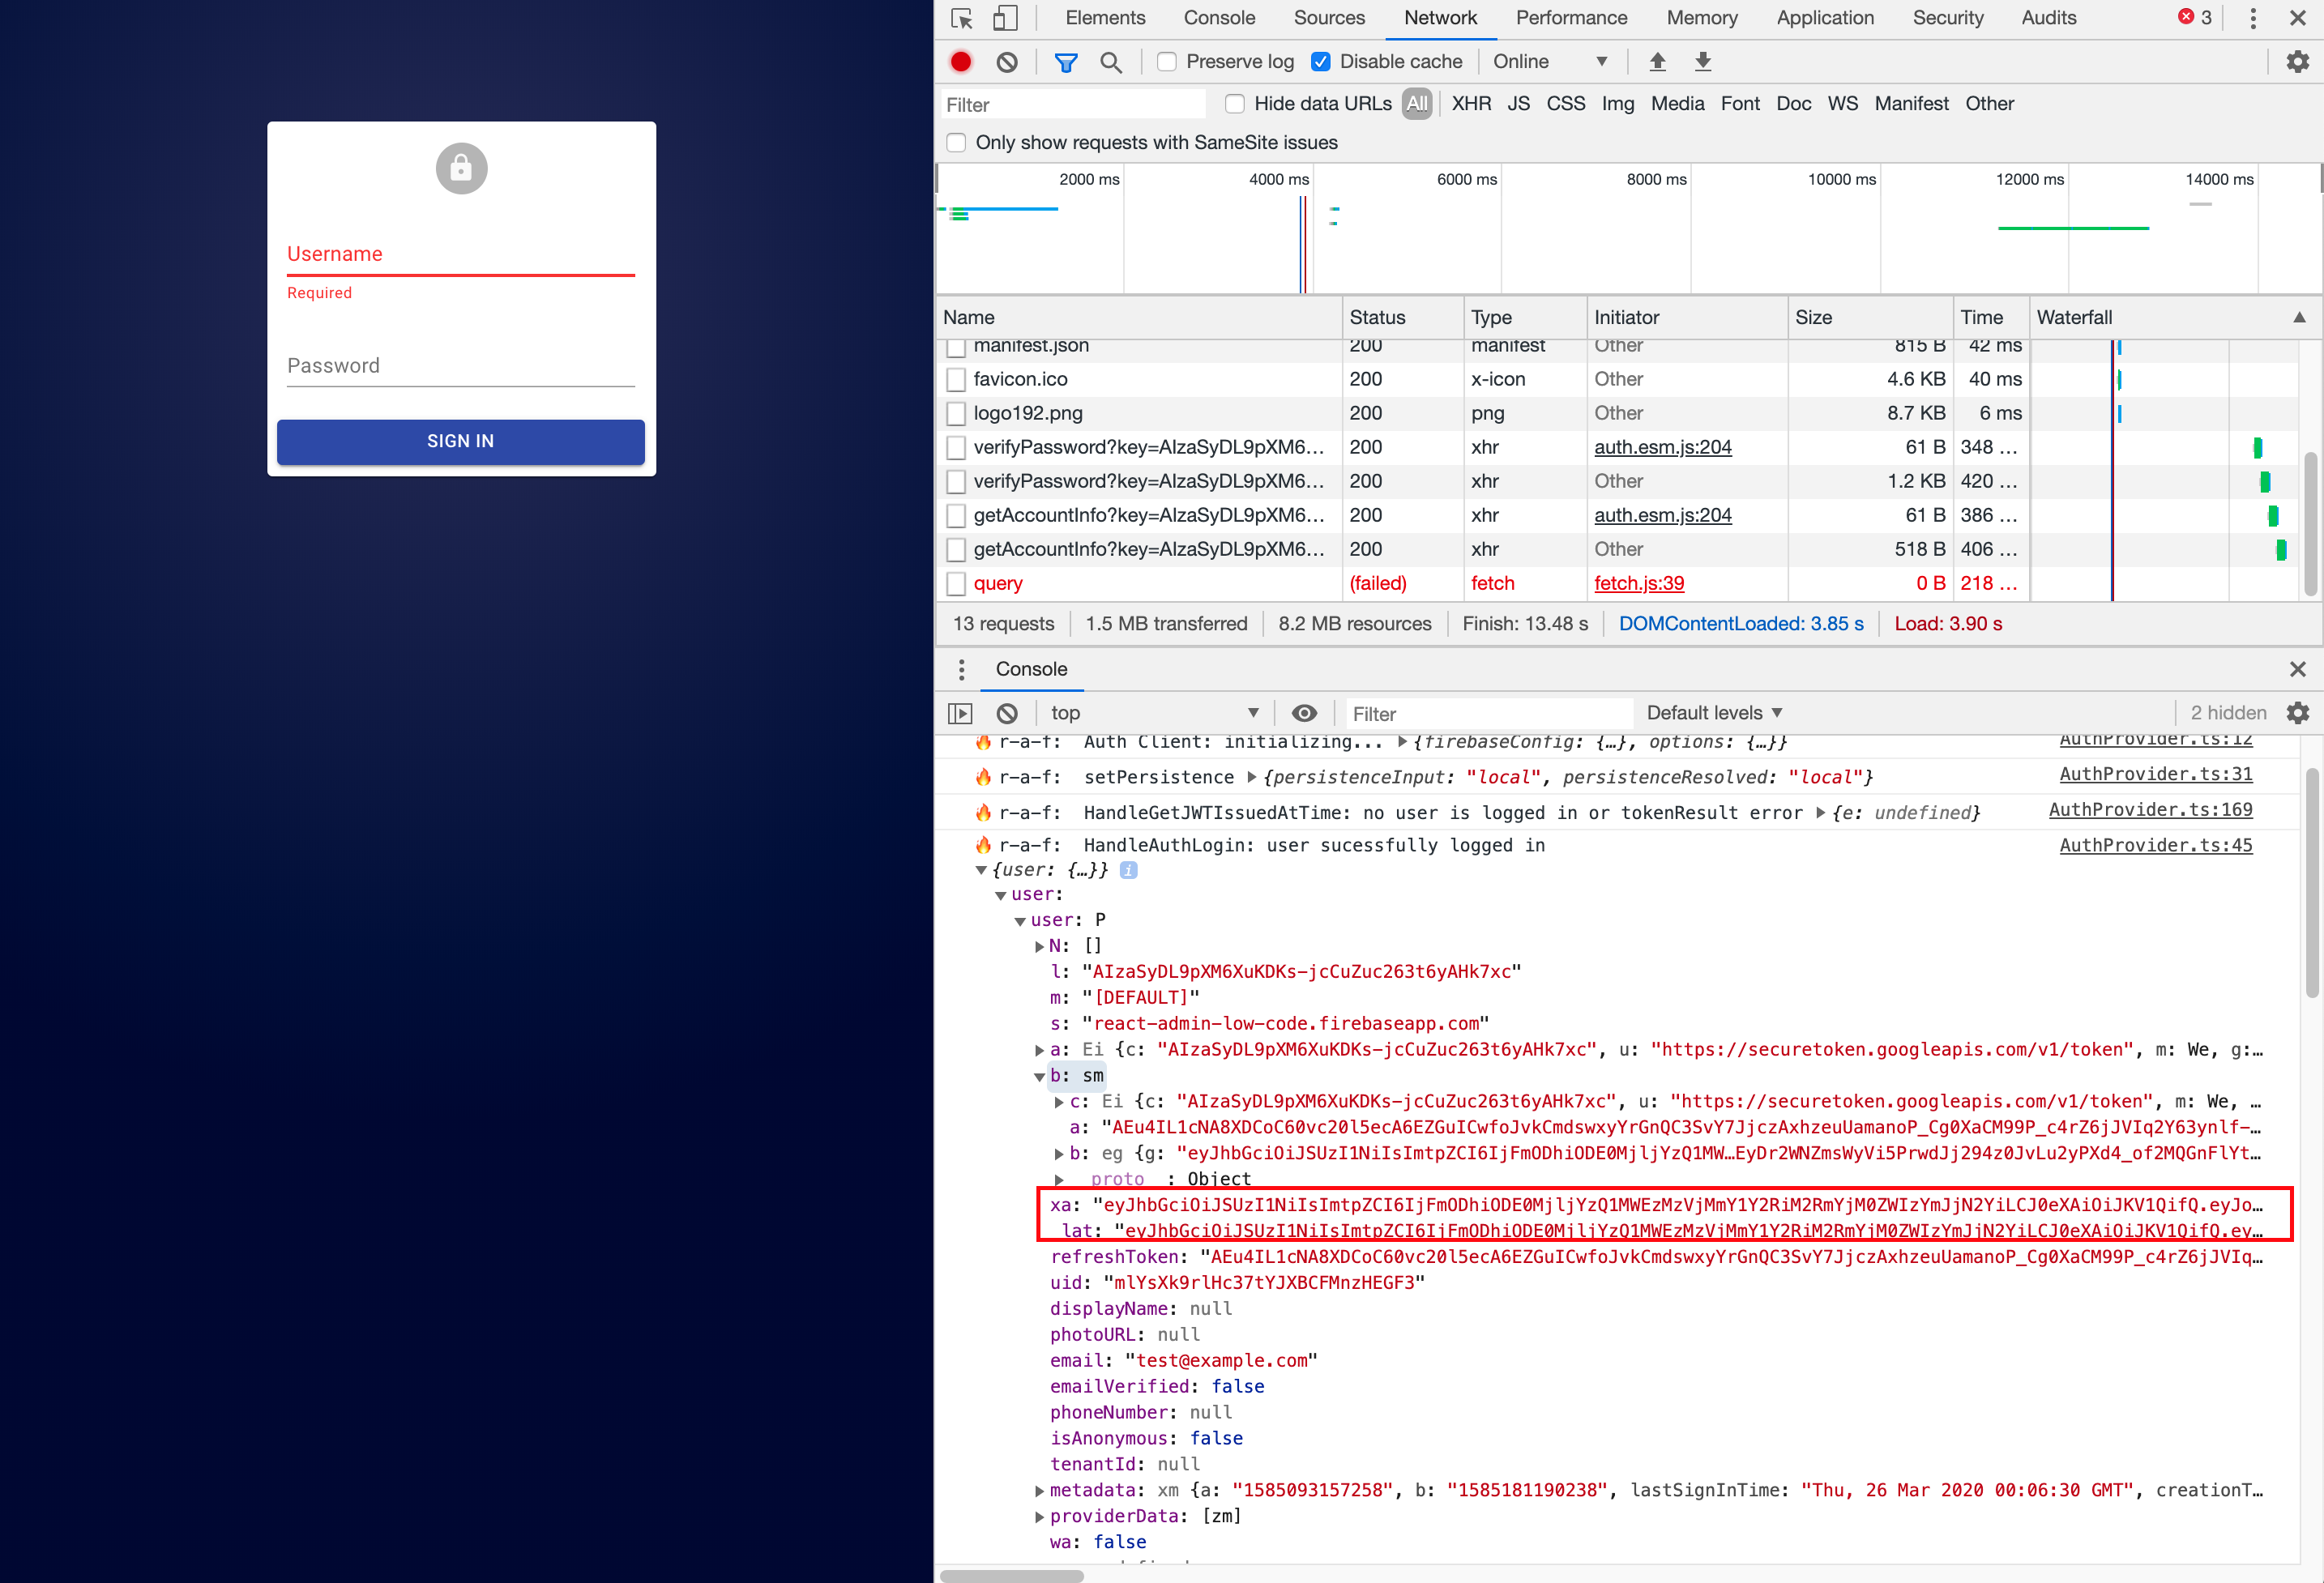 Username
Required
Password
SIGN IN
Elements Console Sources Network Performance Memory Application Security Audits 3
Preserve log Disable cache Online
Filter Hide data URLs All XHR JS CSS Img Media Font Doc WS Manifest Other
Only show requests with SameSite issues
2000 ms 4000 ms 6000 ms 8000 ms 10000 ms 12000 ms 14000 ms
Name Status Type Initiator Size Time Waterfall
manifest.json 200 manifest Other 815 B 42 ms
favicon.ico 200 x-icon Other 4.6 KB 40 ms
logo192.png 200 png Other 8.7 KB 6 ms
verifyPassword?key=AIzaSyDL9pXM6... 200 xhr auth.esm.js:204 61 B 348 ...
verifyPassword?key=AIzaSyDL9pXM6... 200 xhr Other 1.2 KB 420 ...
getAccountInfo?key=AIzaSyDL9pXM6... 200 xhr auth.esm.js:204 61 B 386 ...
getAccountInfo?key=AIzaSyDL9pXM6... 200 xhr Other 518 B 406 ...
query (failed) fetch fetch.js:39 0 B 218 ...
13 requests 1.5 MB transferred 8.2 MB resources Finish: 13.48 s DOMContentLoaded: 3.85 s Load: 3.90 s
Console
top Filter Default levels 2 hidden
r-a-f: Auth Client: initializing... {firebaseConfig: {…}, options: {…}} AuthProvider.ts:12
r-a-f: setPersistence {persistenceInput: "local", persistenceResolved: "local"} AuthProvider.ts:31
r-a-f: HandleGetJWTIssuedAtTime: no user is logged in or tokenResult error {e: undefined} AuthProvider.ts:169
r-a-f: HandleAuthLogin: user sucessfully logged in AuthProvider.ts:45
{user: {…}} i
user:
user: P
N: []
l: "AIzaSyDL9pXM6XuKDKs-jcCuZuc263t6yAHk7xc"
m: "[DEFAULT]"
s: "react-admin-low-code.firebaseapp.com"
a: Ei {c: "AIzaSyDL9pXM6XuKDKs-jcCuZuc263t6yAHk7xc", u: "https://securetoken.googleapis.com/v1/token", m: We, g:…
b: sm
c: Ei {c: "AIzaSyDL9pXM6XuKDKs-jcCuZuc263t6yAHk7xc", u: "https://securetoken.googleapis.com/v1/token", m: We, …
a: "AEu4IL1cNA8XDCoC60vc20l5ecA6EZGuICwfoJvkCmdswxyYrGnQC3SvY7JjczAxhzeuUamanoP_Cg0XaCM99P_c4rZ6jJVIq2Y63ynlf-…
b: eg {g: "eyJhbGciOiJSUzI1NiIsImtpZCI6IjFmODhiODE0MjljYzQ1MW…EyDr2WNZmsWyVi5PrwdJj294z0JvLu2yPXd4_of2MQGnFlYt…
proto : Object
xa: "eyJhbGciOiJSUzI1NiIsImtpZCI6IjFmODhiODE0MjljYzQ1MWEzMzVjMmY1Y2RiM2RmYjM0ZWIzYmJjN2YiLCJ0eXAiOiJKV1QifQ.eyJo…
lat: "eyJhbGciOiJSUzI1NiIsImtpZCI6IjFmODhiODE0MjljYzQ1MWEzMzVjMmY1Y2RiM2RmYjM0ZWIzYmJjN2YiLCJ0eXAiOiJKV1QifQ.ey…
refreshToken: "AEu4IL1cNA8XDCoC60vc20l5ecA6EZGuICwfoJvkCmdswxyYrGnQC3SvY7JjczAxhzeuUamanoP_Cg0XaCM99P_c4rZ6jJVIq…
uid: "mlYsXk9rlHc37tYJXBCFMnzHEGF3"
displayName: null
photoURL: null
email: "test@example.com"
emailVerified: false
phoneNumber: null
isAnonymous: false
tenantId: null
metadata: xm {a: "1585093157258", b: "1585181190238", lastSignInTime: "Thu, 26 Mar 2020 00:06:30 GMT", creationT…
providerData: [zm]
wa: false